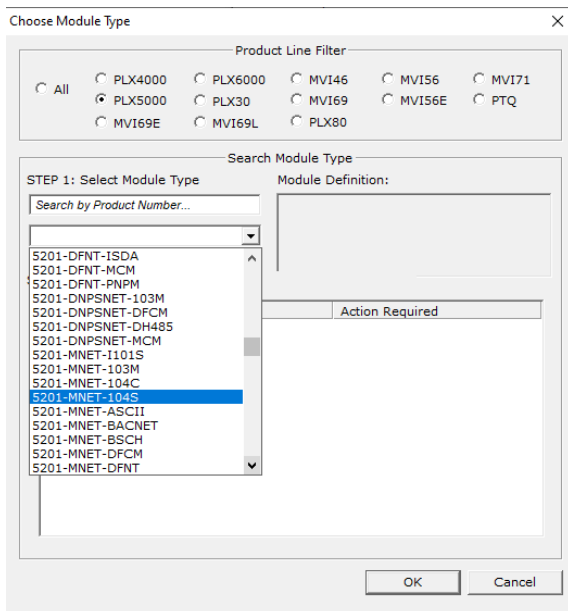 Choose Module Type
Product Line Filter
All
PLX4000 PLX6000 MVI46 MVI56 MVI71
PLX5000 PLX30 MVI69 MVI56E PTQ
MVI69E MVI69L PLX80
Search Module Type
STEP 1: Select Module Type Module Definition:
Search by Product Number...
5201-DFNT-ISDA
5201-DFNT-MCM
5201-DFNT-PNPM
5201-DNPSNET-103M
5201-DNPSNET-DFCM
5201-DNPSNET-DH485
5201-DNPSNET-MCM
5201-MNET-I101S
5201-MNET-103M
5201-MNET-104C
5201-MNET-104S
5201-MNET-ASCII
5201-MNET-BACNET
5201-MNET-BSCH
5201-MNET-DFCM
5201-MNET-DFNT
Action Required
OK Cancel